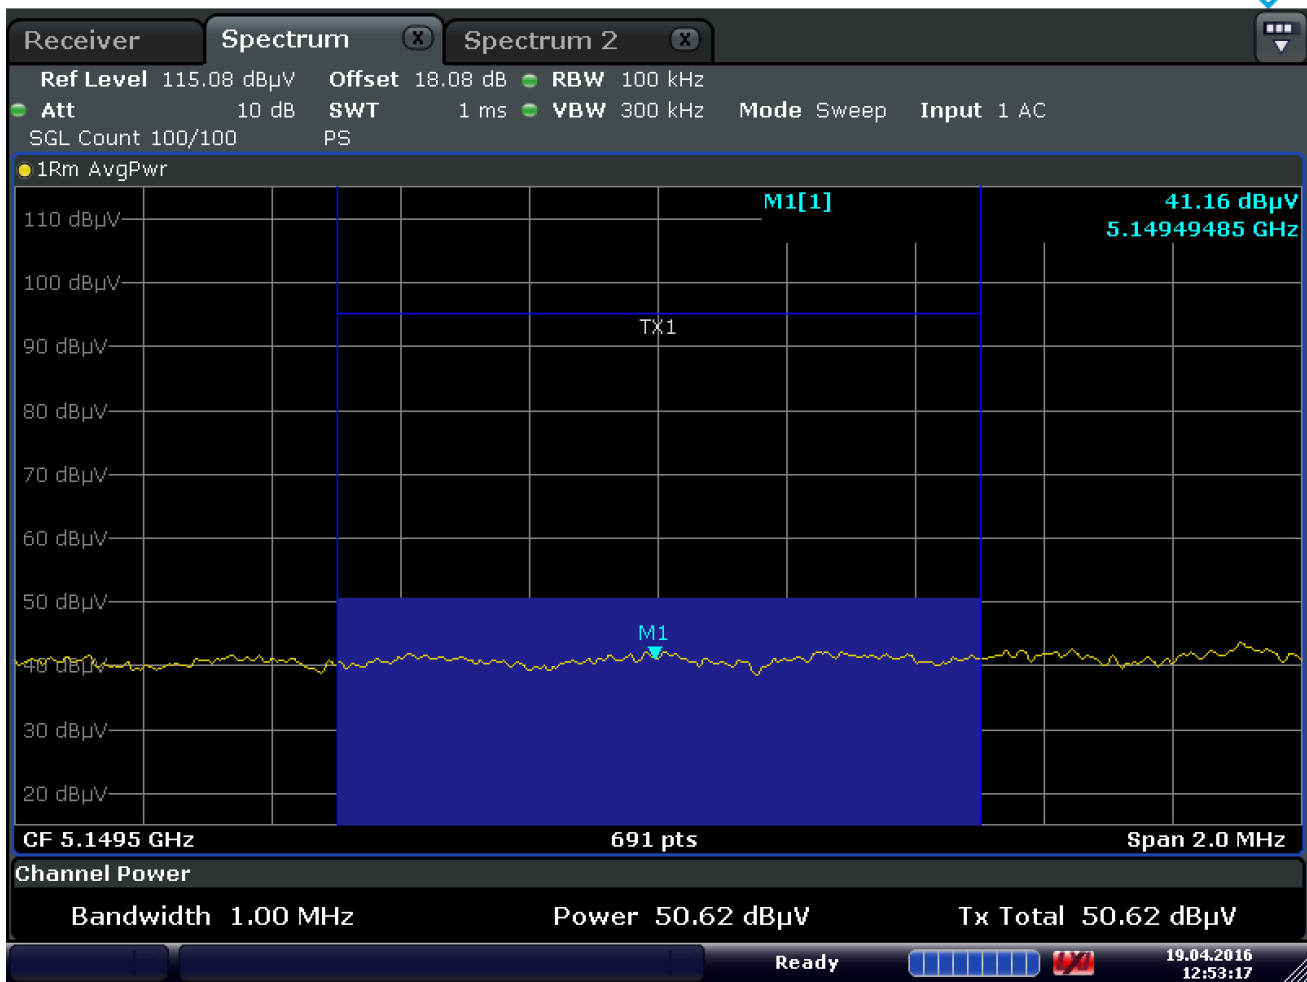 Receiver Spectrum X Spectrum 2 X
Ref Level 115.08 dBµV Offset 18.08 dB RBW 100 kHz
Att 10 dB SWT 1 ms VBW 300 kHz Mode Sweep Input 1 AC
SGL Count 100/100 PS
1Rm AvgPwr
M1[1] 41.16 dBµV
5.14949485 GHz
110 dBµV
100 dBµV
TX1
90 dBµV
80 dBµV
70 dBµV
60 dBµV
50 dBµV
M1
40 dBµV
30 dBµV
20 dBµV
CF 5.1495 GHz 691 pts Span 2.0 MHz
Channel Power
Bandwidth 1.00 MHz Power 50.62 dBµV Tx Total 50.62 dBµV
Ready LXI 19.04.2016
12:53:17